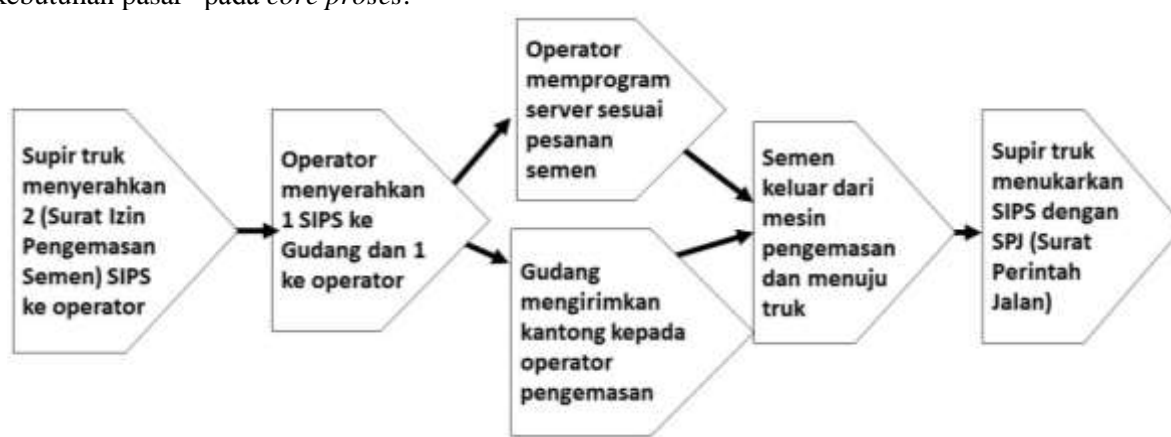 kebutuhan pasar" pada core proses.
Supir truk
menyerahkan
2 (Surat Izin
Pengemasan
Semen) SIPS
ke operator
Operator
menyerahkan
1 SIPS ke
Gudang dan 1
ke operator
Operator
memprogram
server sesuai
pesanan
semen
Gudang
mengirimkan
kantong kepada
operator
pengemasan
Semen
keluar dari
mesin
pengemasan
dan menuju
truk
Supir truk
menukarkan
SIPS dengan
SPJ (Surat
Perintah
Jalan)